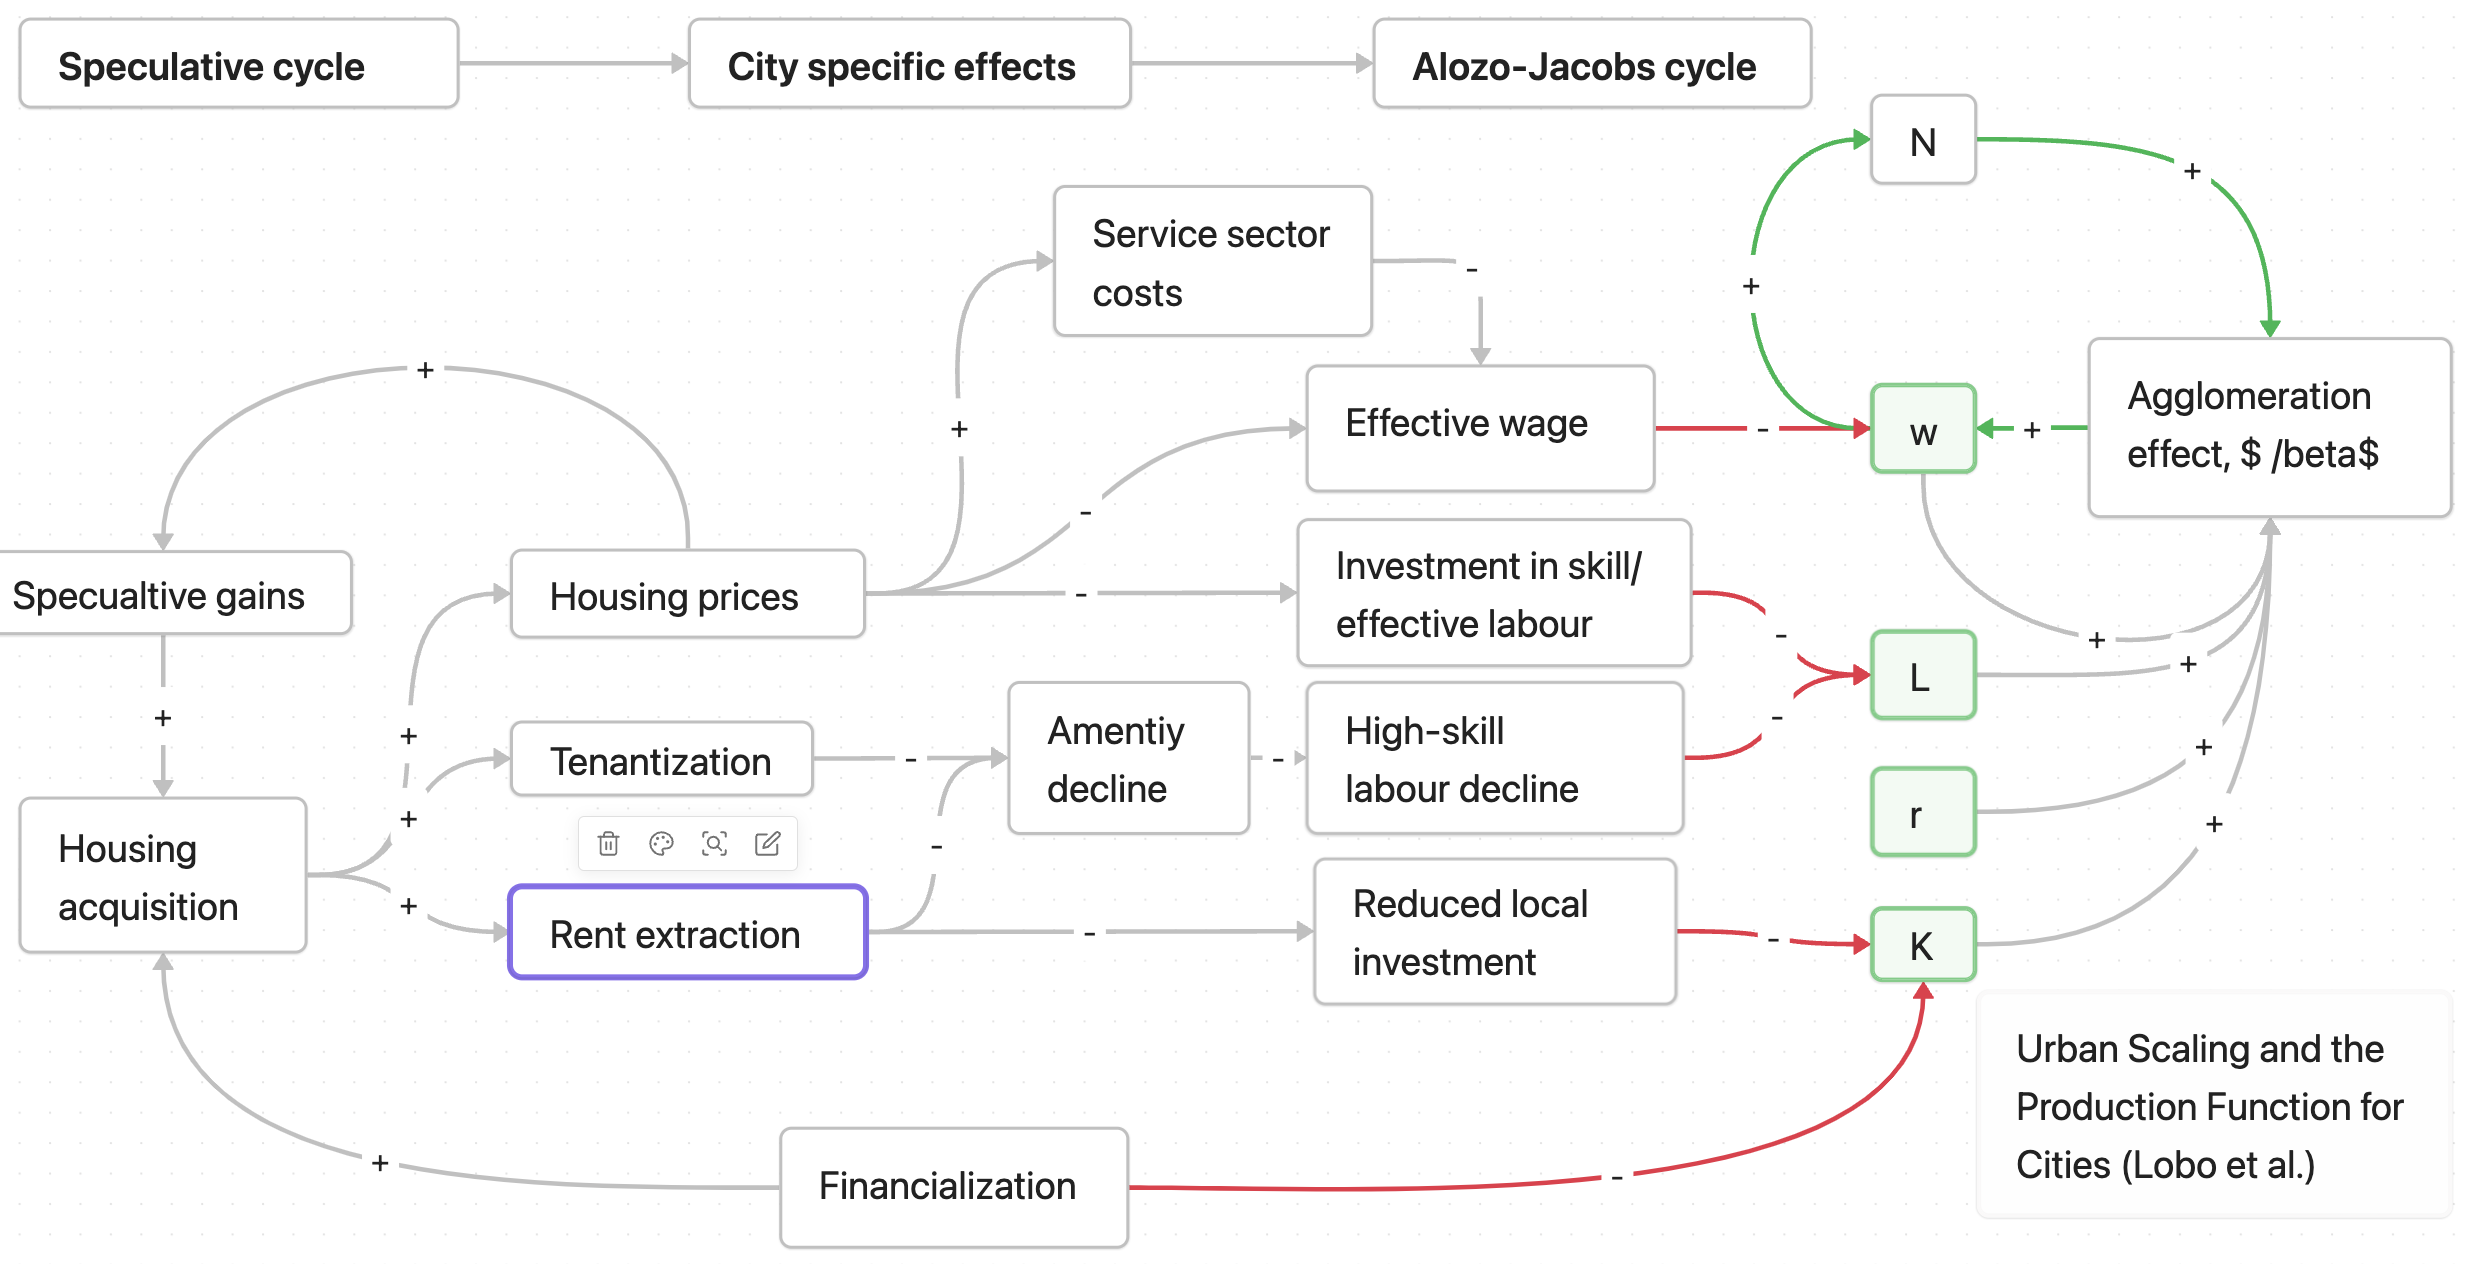 Speculative cycle
City specific effects
Alozo-Jacobs cycle
N
+
Service sector
costs
-
+
+
Effective wage
-
w
+
Agglomeration
effect, $ /beta$
+
-
Specualtive gains
Housing prices
-
Investment in skill/
effective labour
-
+
+
L
+
+
+
Tenantization
-
Amentiy
decline
-
High-skill
labour decline
-
+
r
+
Housing
acquisition
+
+
-
Rent extraction
-
Reduced local
investment
-
K
+
Financialization
-
Urban Scaling and the
Production Function for
Cities (Lobo et al.)